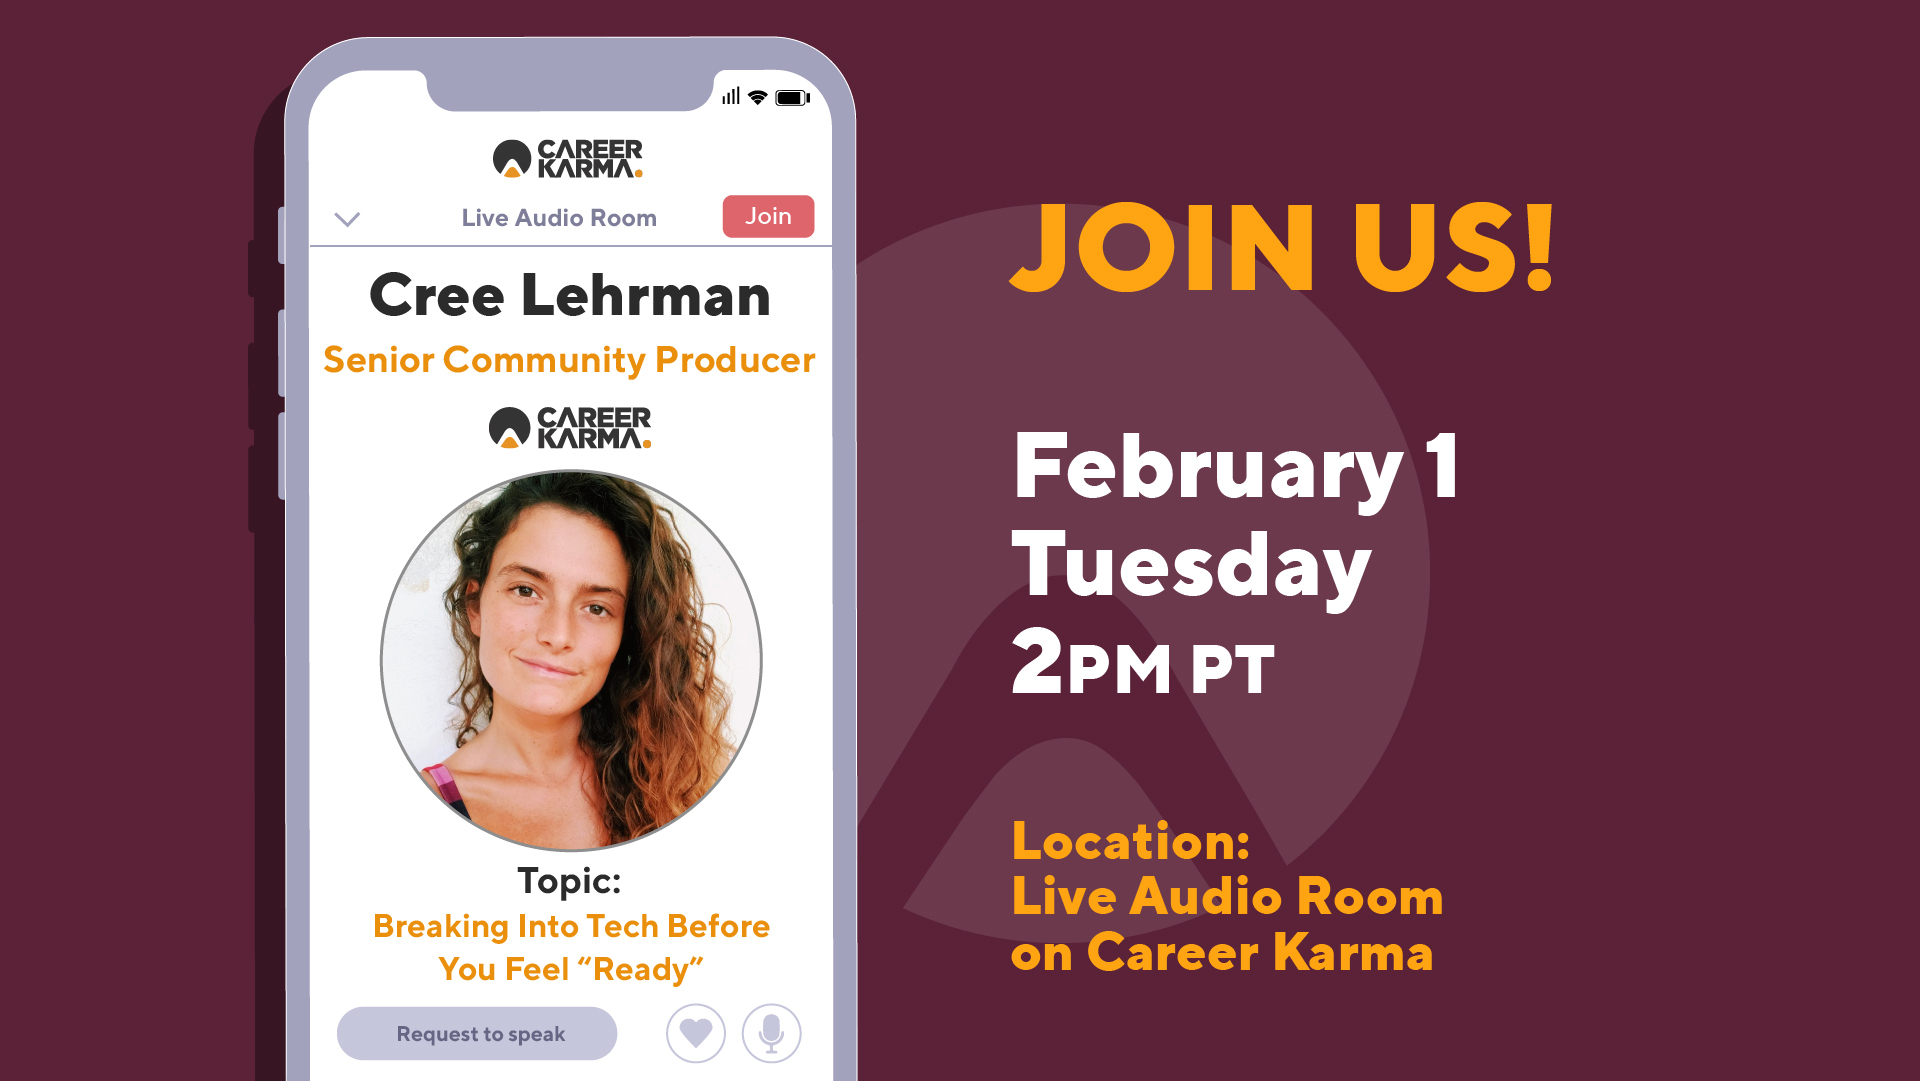 CAREER
KARMA.
Live Audio Room
Join
Cree Lehrman
Senior Community Producer
CAREER
KARMA.
Topic:
Breaking Into Tech Before
You Feel “Ready”
Request to speak
JOIN US!
February 1
Tuesday
2PM PT
Location:
Live Audio Room
on Career Karma